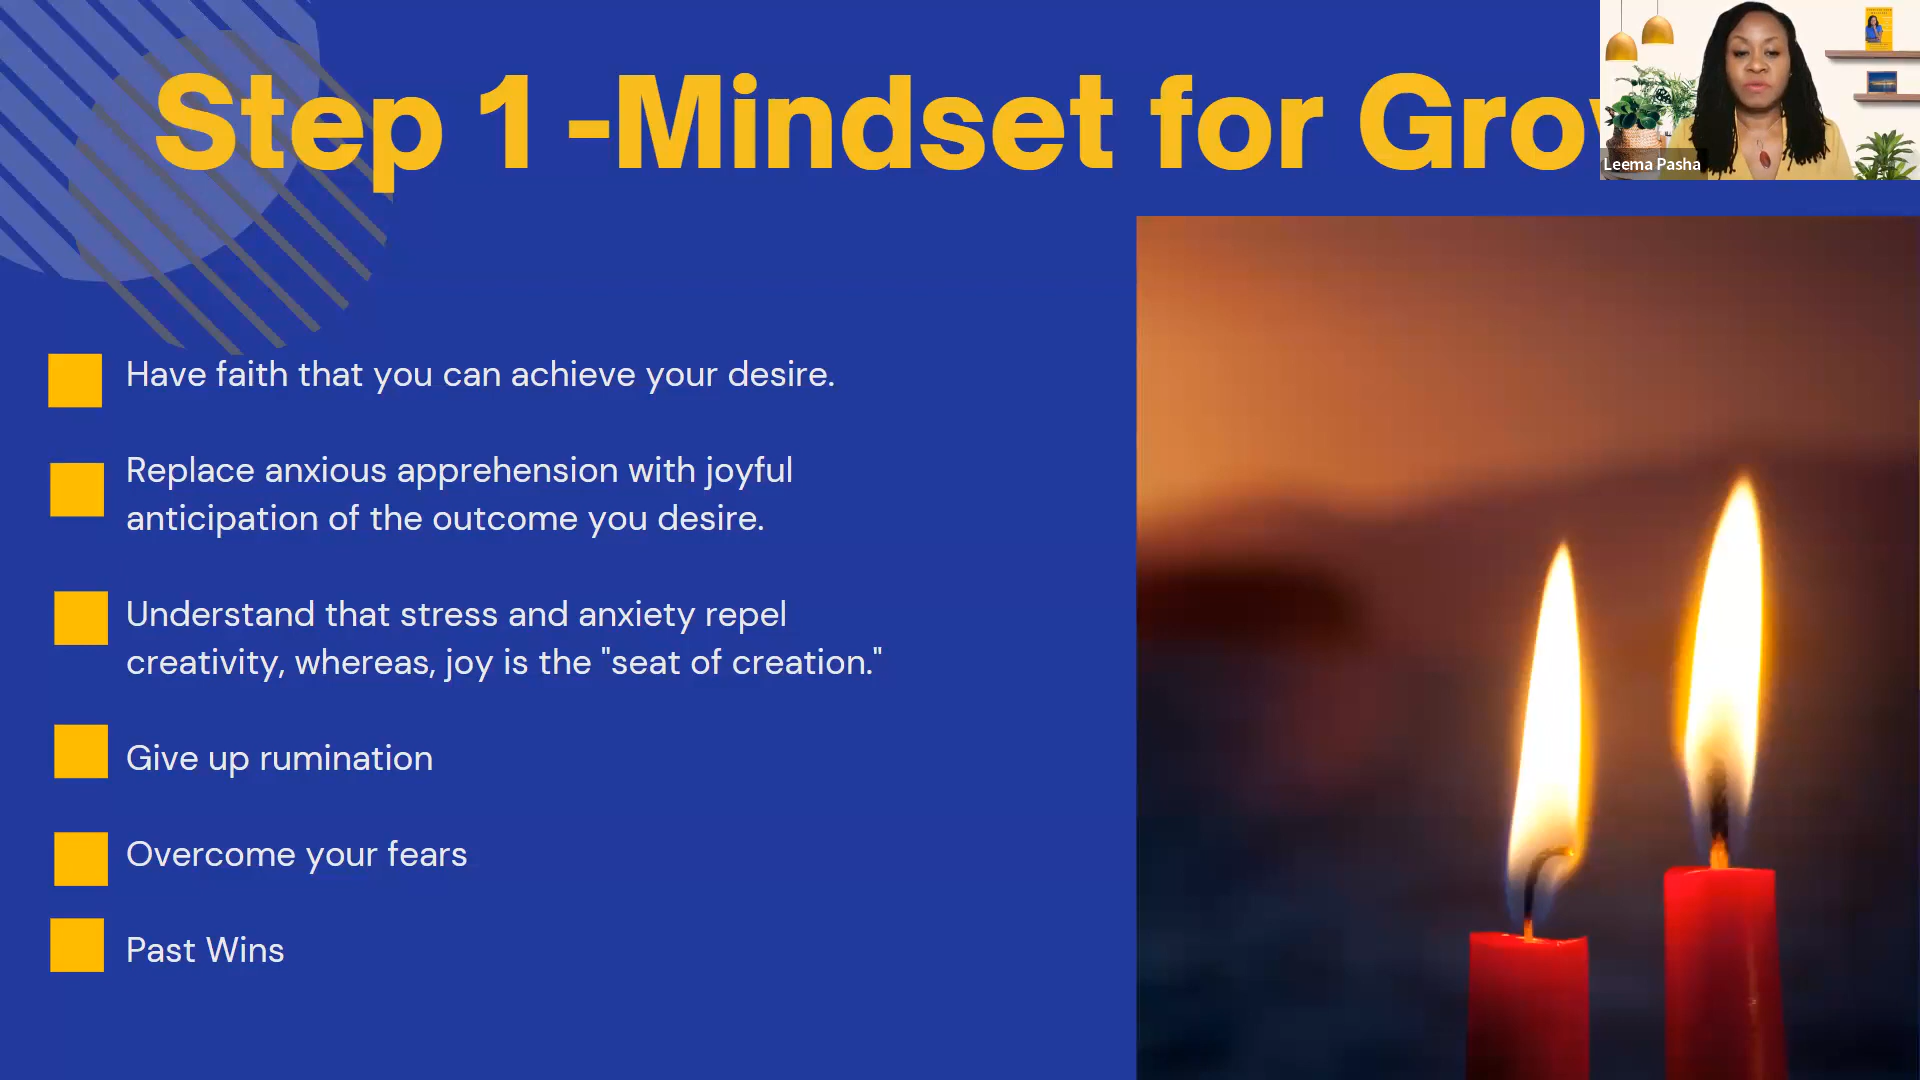 Step 1 -Mindset for Gro
Leema Pasha
Have faith that you can achieve your desire.
Replace anxious apprehension with joyful
anticipation of the outcome you desire.
Understand that stress and anxiety repel
creativity, whereas, joy is the "seat of creation."
Give up rumination
Overcome your fears
Past Wins